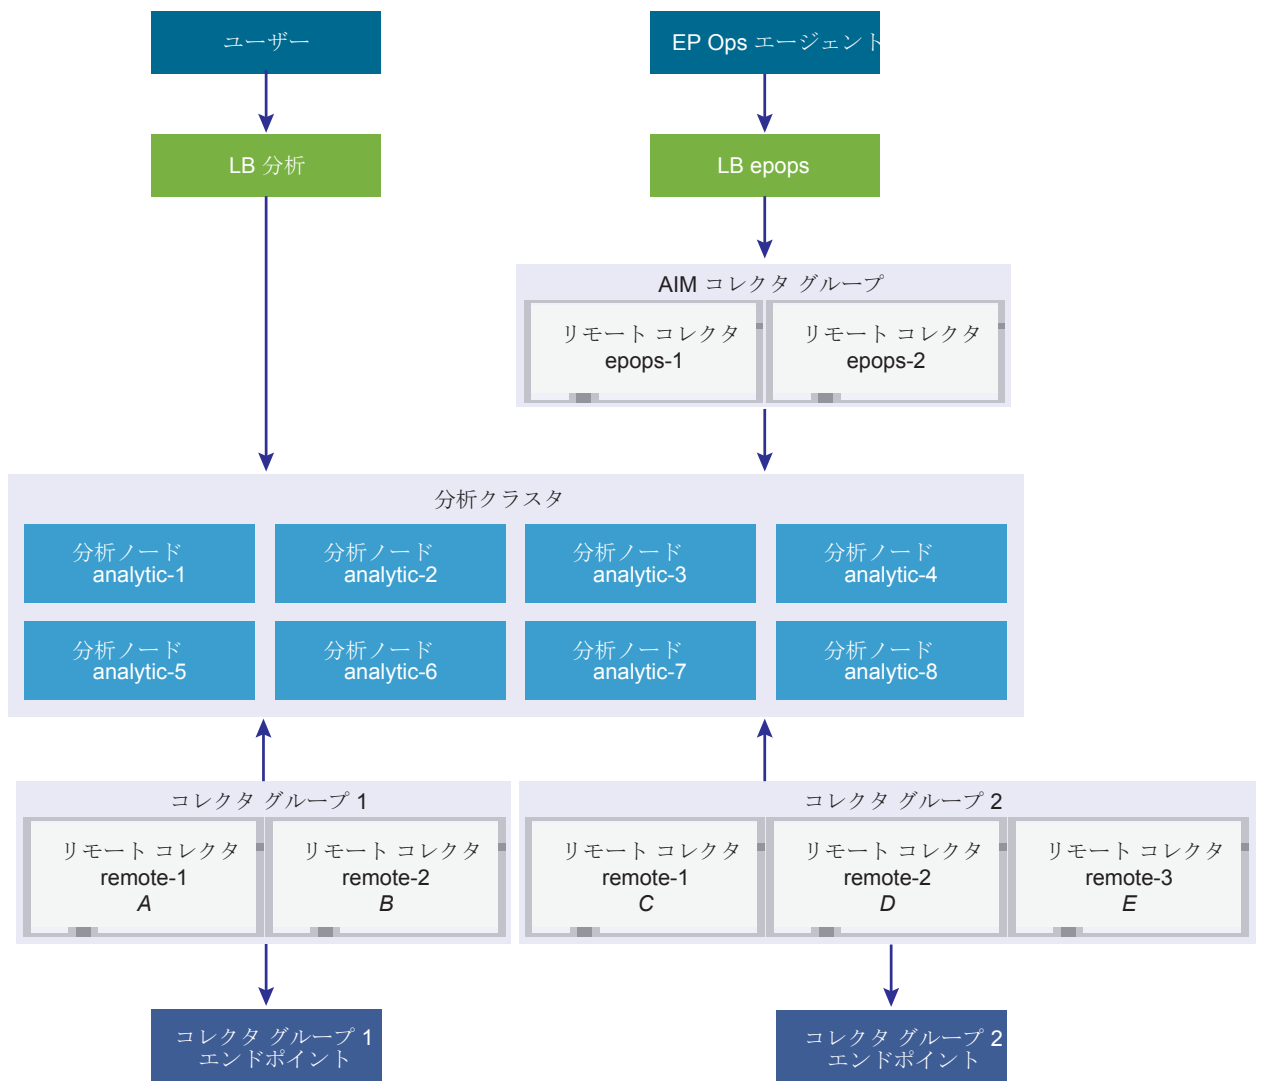 ユーザー
EP Ops エージェント
LB 分析
LB epops
AIM コレクタ グループ
リモート コレクタ
epops-1
リモート コレクタ
epops-2
分析クラスタ
分析ノード
analytic-1
分析ノード
analytic-2
分析ノード
analytic-3
分析ノード
analytic-4
分析ノード
analytic-5
分析ノード
analytic-6
分析ノード
analytic-7
分析ノード
analytic-8
コレクタ グループ 1
リモート コレクタ
remote-1
A
リモート コレクタ
remote-2
B
コレクタ グループ 2
リモート コレクタ
remote-1
C
リモート コレクタ
remote-2
D
リモート コレクタ
remote-3
E
コレクタ グループ 1
エンドポイント
コレクタ グループ 2
エンドポイント